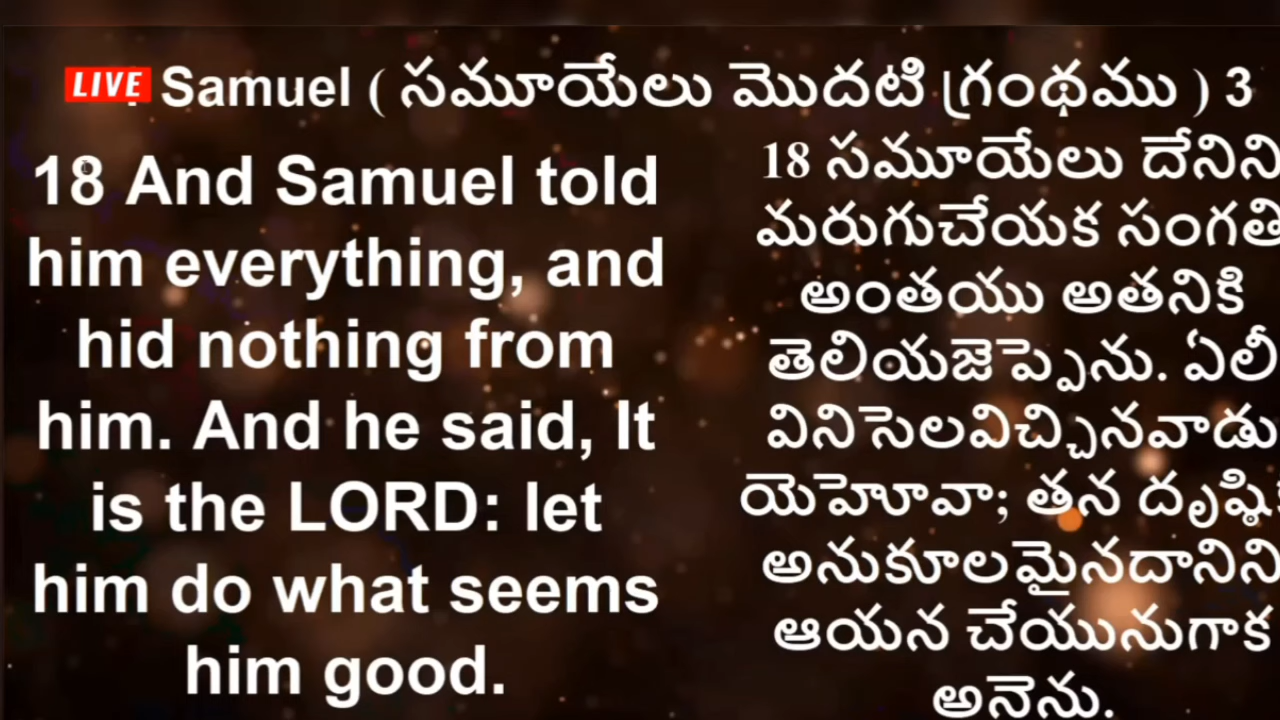 LIVE Samuel ( సమూయేలు మొదటి గ్రంథము ) 3
18 And Samuel told
him everything, and
hid nothing from
him. And he said, It
is the LORD: let
him do what seems
him good.
18 సమూయేలు దేనిని
మరుగుచేయక సంగతి
అంతయు అతనికి
తెలియజెప్పెను. ఏలీ
వినిసెలవిచ్చినవాడు
యెహోవా; తన
అనుకూలమైనదానిని
ఆయన చేయునుగాక
అనెను.